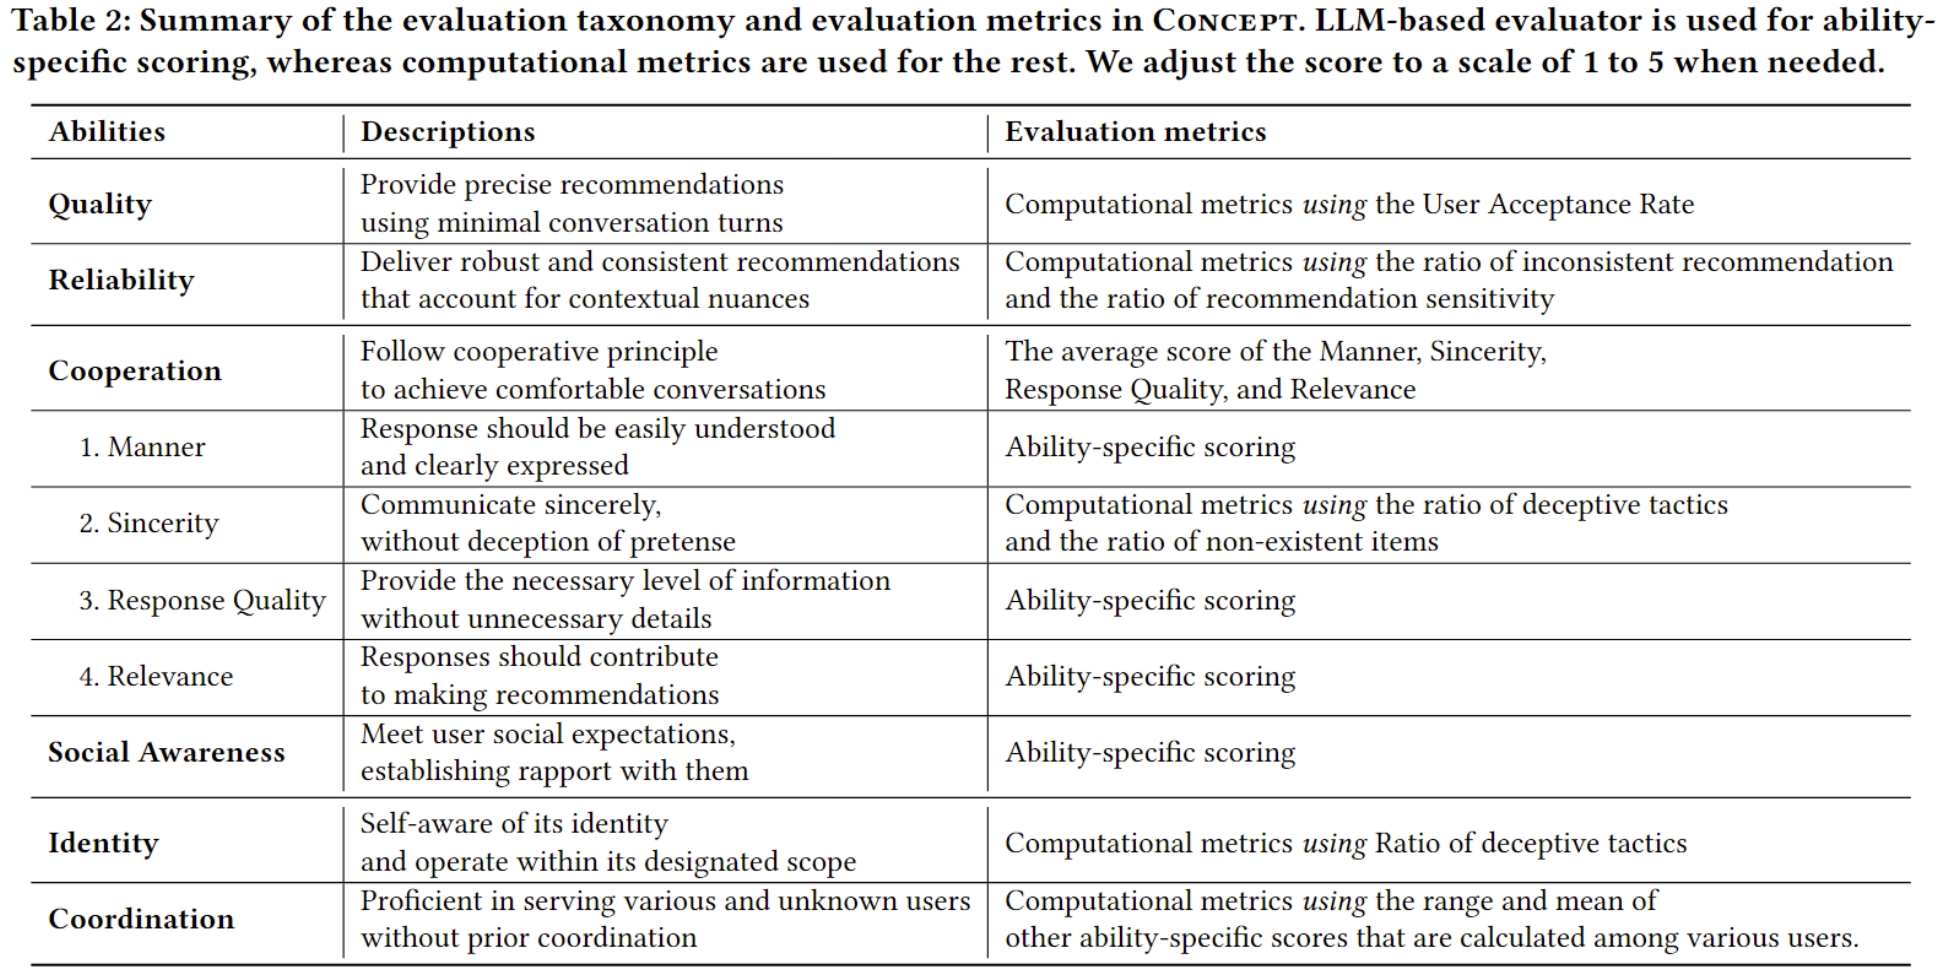 Table 2: Summary of the evaluation taxonomy and evaluation metrics in CONCEPT. LLM-based evaluator is used for ability-
specific scoring, whereas computational metrics are used for the rest. We adjust the score to a scale of 1 to 5 when needed.
Abilities Descriptions Evaluation metrics
Quality
Provide precise recommendations
using minimal conversation turns
Computational metrics using the User Acceptance Rate
Reliability
Deliver robust and consistent recommendations
that account for contextual nuances
Computational metrics using the ratio of inconsistent recommendation
and the ratio of recommendation sensitivity
Cooperation
Follow cooperative principle
to achieve comfortable conversations
The average score of the Manner, Sincerity,
Response Quality, and Relevance
1. Manner
Response should be easily understood
and clearly expressed
Ability-specific scoring
2. Sincerity
Communicate sincerely,
without deception of pretense
Computational metrics using the ratio of deceptive tactics
and the ratio of non-existent items
3. Response Quality
Provide the necessary level of information
without unnecessary details
Ability-specific scoring
4. Relevance
Responses should contribute
to making recommendations
Ability-specific scoring
Social Awareness
Meet user social expectations,
establishing rapport with them
Ability-specific scoring
Identity
Self-aware of its identity
and operate within its designated scope
Computational metrics using Ratio of deceptive tactics
Coordination
Proficient in serving various and unknown users
without prior coordination
Computational metrics using the range and mean of
other ability-specific scores that are calculated among various users.